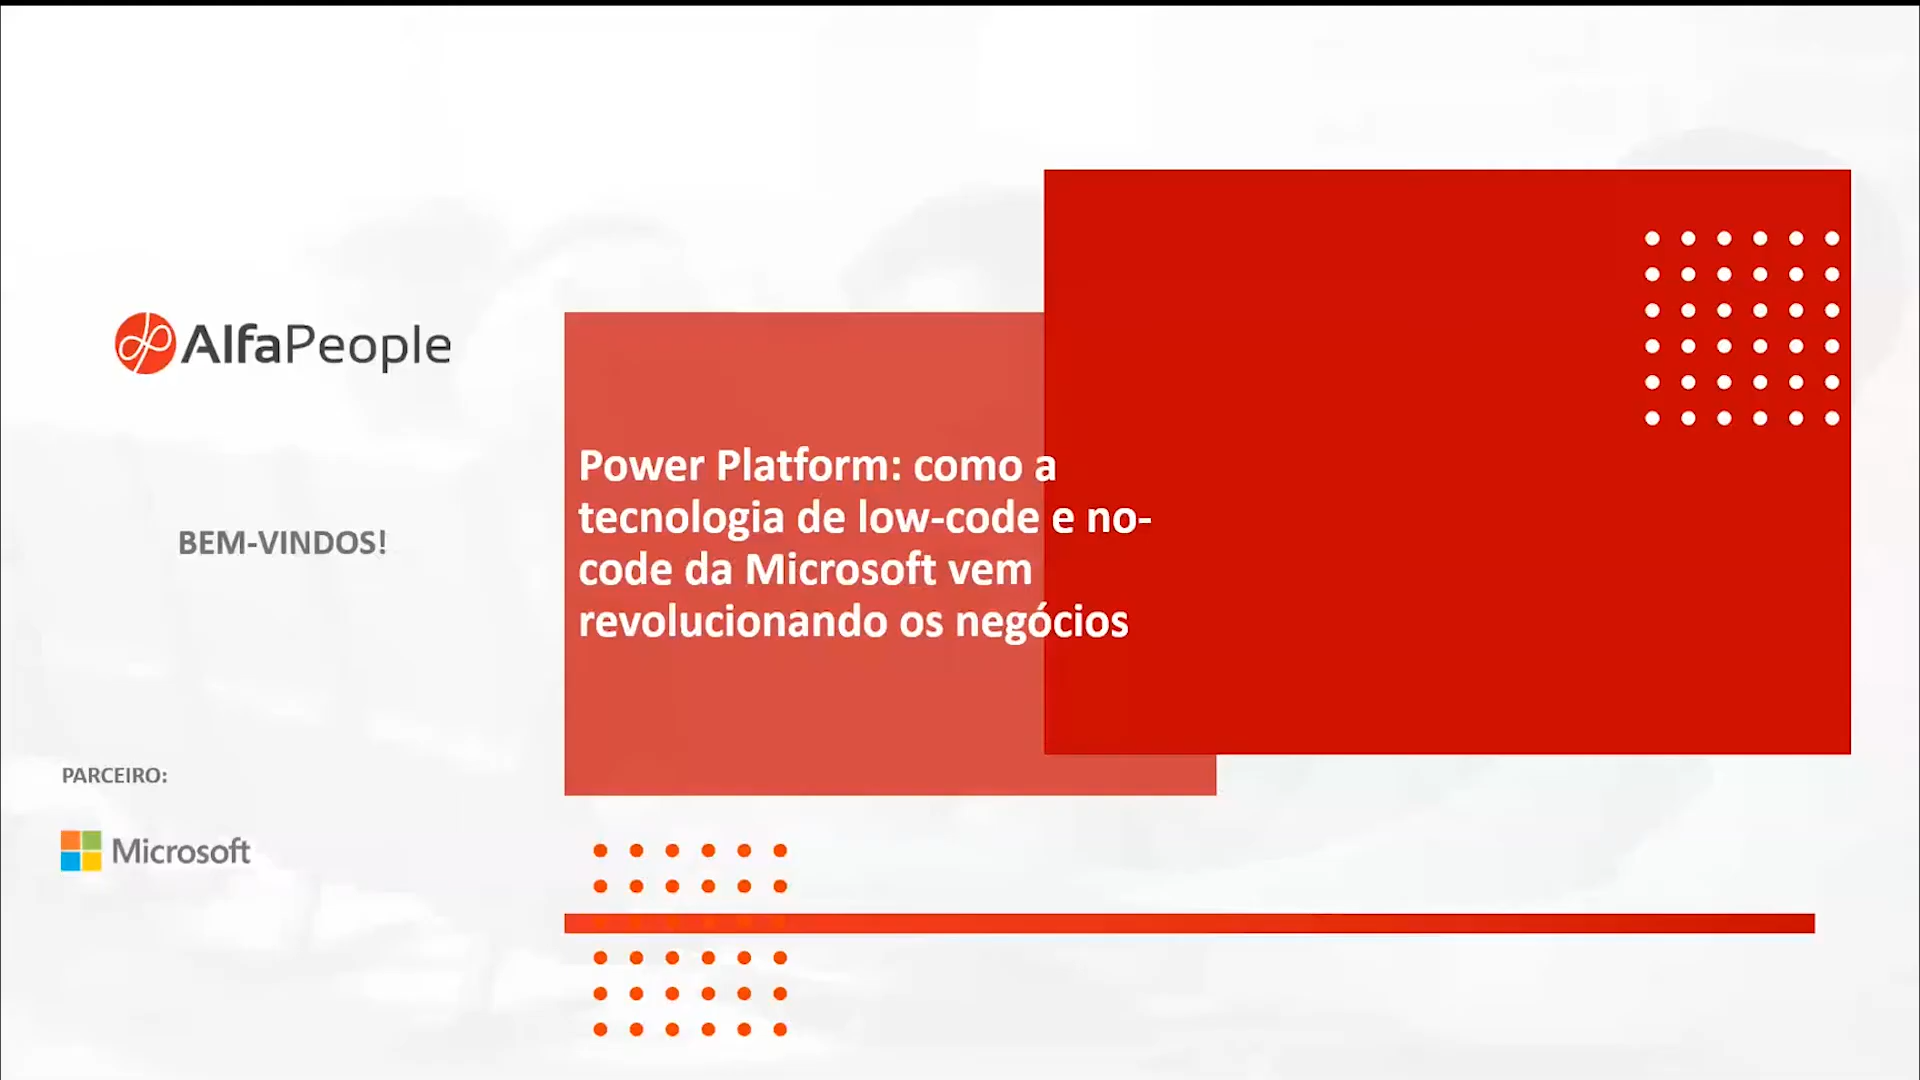 AlfaPeople
BEM-VINDOS!
PARCEIRO:
Microsoft
Power Platform: como a
tecnologia de low-code e no-
code da Microsoft vem
revolucionando os negócios